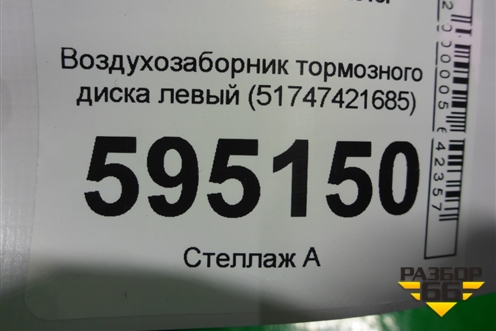 Воздухозаборник тормозного
диска левый (51747421685)
595150
Стеллаж А
РАЗБОР
66